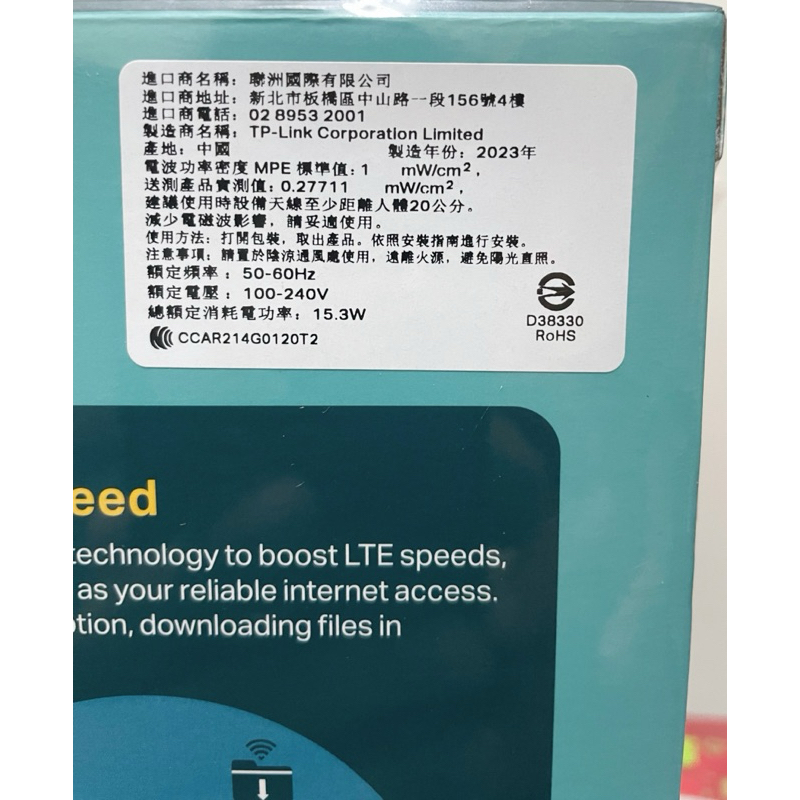 進口商名稱：聯洲國際有限公司
進口商地址：新北市板橋區中山路一段156號4樓
進口商電話：02 8953 2001
製造商名稱：TP-Link Corporation Limited
產地：中國 製造年份：2023年
電波功率密度 MPE 標準值：1 mW/cm²，
送測產品實測值：0.27711 mW/cm²，
建議使用時設備天線至少距離人體20公分。
減少電磁波影響，請妥適使用。
使用方法：打開包裝，取出產品。依照安裝指南進行安裝。
注意事項：請置於陰涼通風處使用，遠離火源，避免陽光直照。
額定頻率：50-60Hz
額定電壓：100-240V
總額定消耗電功率：15.3W
CCAR214G0120T2
D38330
RoHS
eed
technology to boost LTE speeds,
as your reliable internet access.
tion, downloading files in